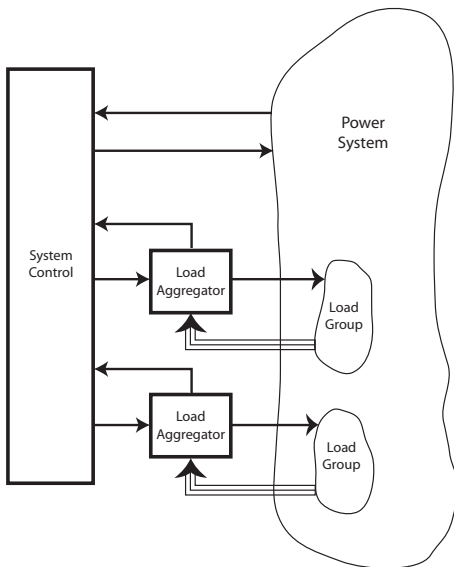 Power
System
System
Control
Load
Aggregator
Load
Group
Load
Aggregator
Load
Group